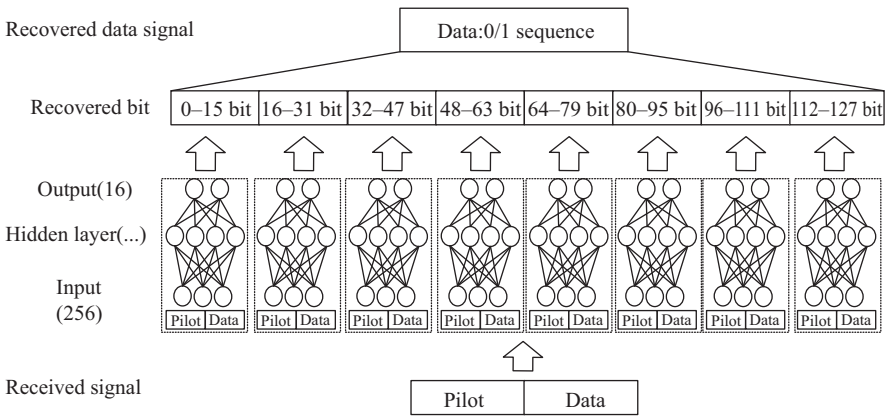 Recovered data signal
Data:0/1 sequence
Recovered bit
0–15 bit
16–31 bit
32–47 bit
48–63 bit
64–79 bit
80–95 bit
96–111 bit
112–127 bit
Output(16)
Hidden layer(...)
Input
(256)
Pilot Data
Pilot Data
Pilot Data
Pilot Data
Pilot Data
Pilot Data
Pilot Data
Pilot Data
Received signal
Pilot
Data